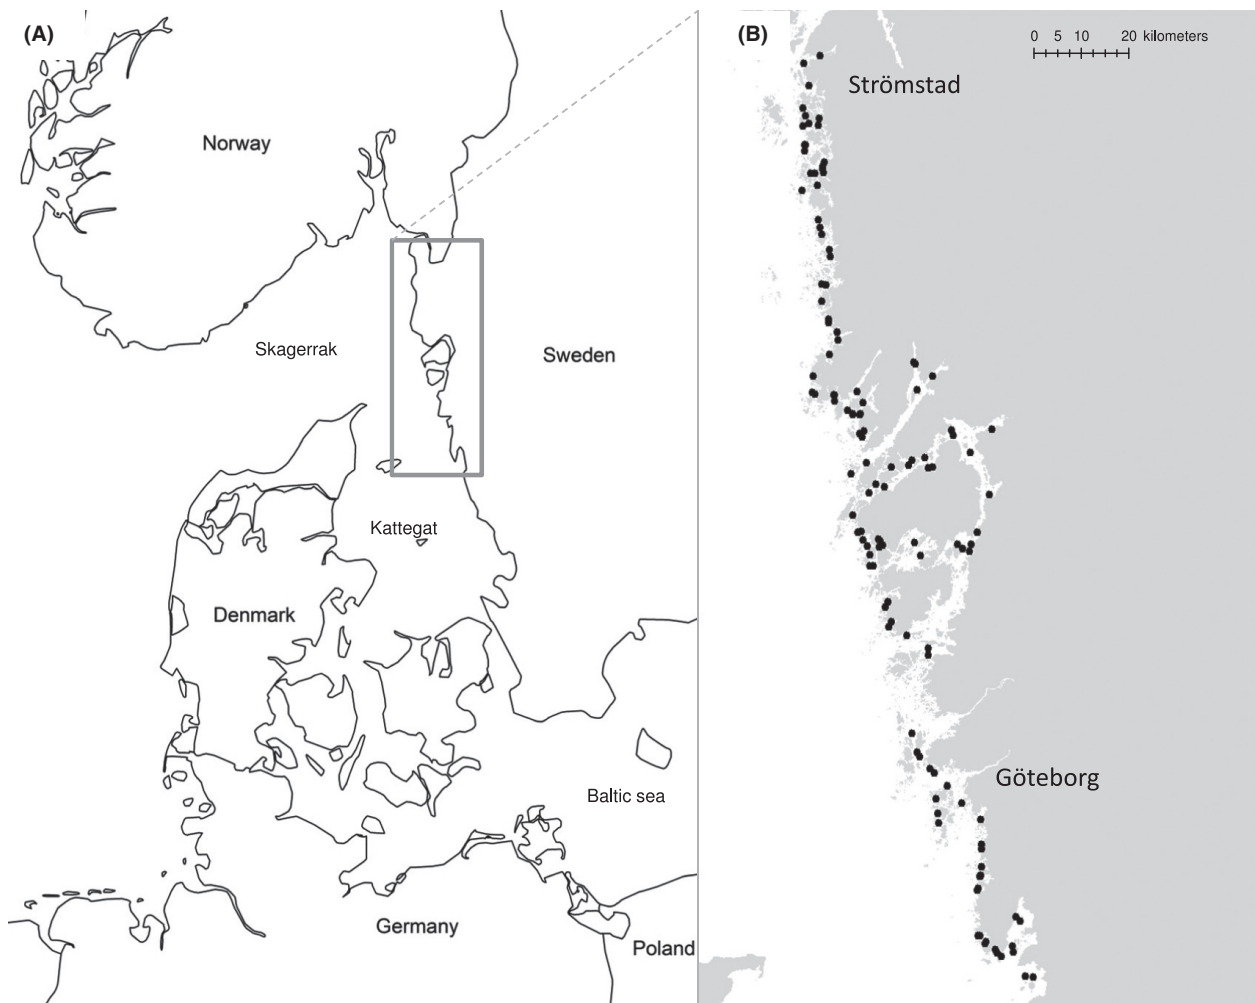 (A)
Norway
Skagerrak
Sweden
Kattegat
Denmark
Baltic sea
Germany
Poland
(B)
0 5 10 20 kilometers
Strömstad
Göteborg